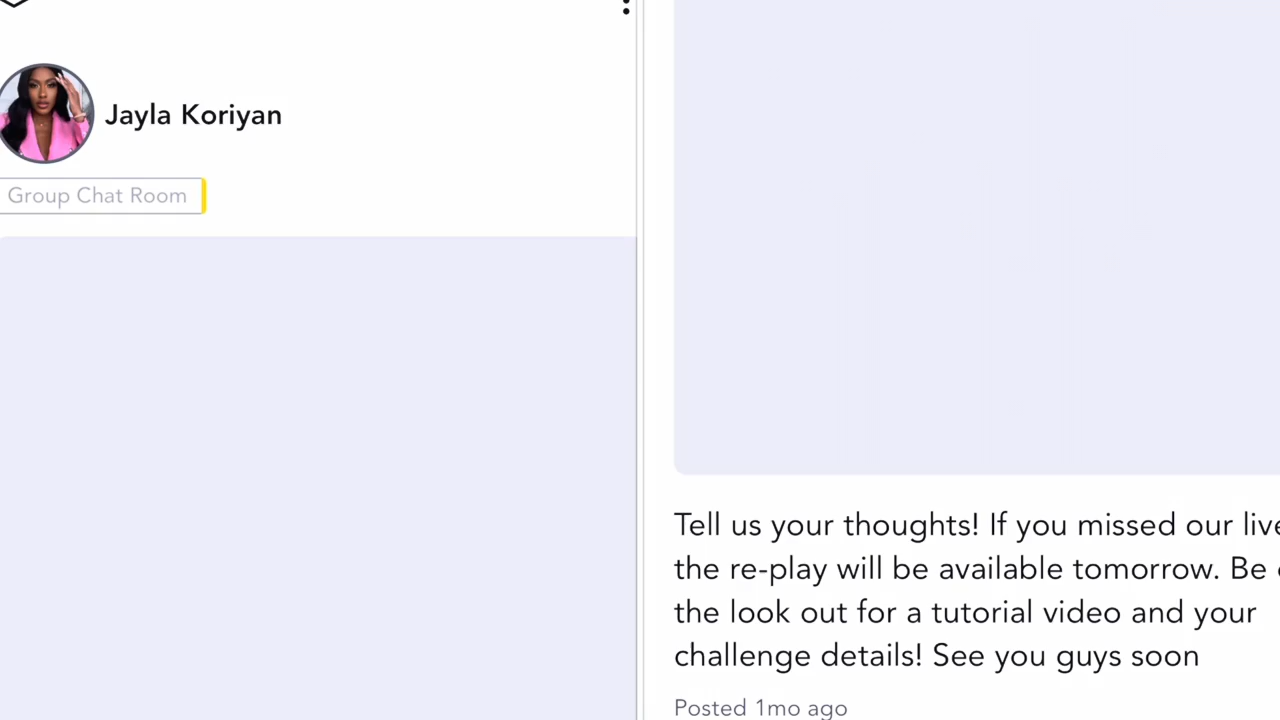 Jayla Koriyan
Group Chat Room
Tell us your thoughts! If you missed our live
the re-play will be available tomorrow. Be
the look out for a tutorial video and your
challenge details! See you guys soon
Posted 1mo ago